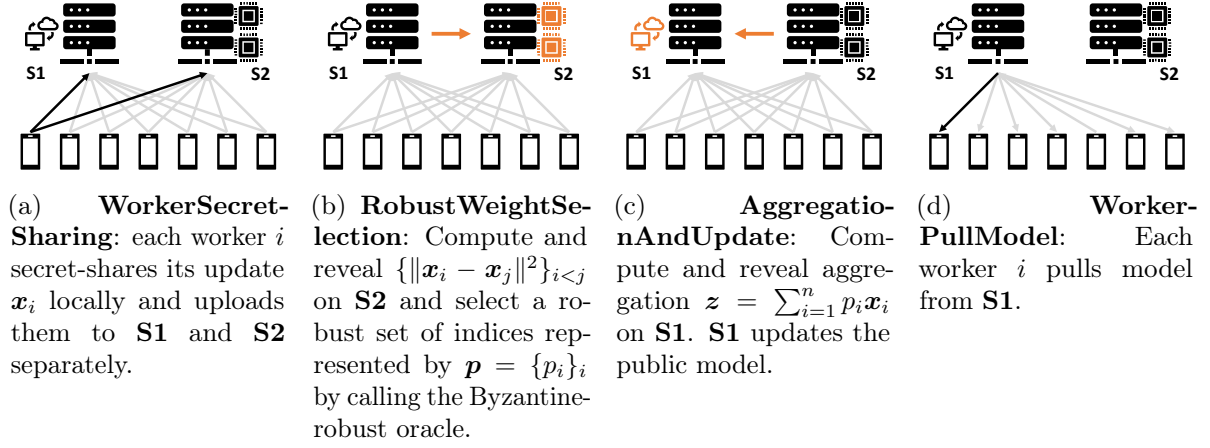 S1
S2
S1
S2
S1
S2
S1
S2
(a) WorkerSecret-
Sharing: each worker i
secret-shares its update
x_i locally and uploads
them to S1 and S2
separately.
(b) RobustWeightSe-
lection: Compute and
reveal {‖x_i − x_j‖²}_{i<j}
on S2 and select a ro-
bust set of indices rep-
resented by p = {p_i}_i
by calling the Byzantine-
robust oracle.
(c) Aggregatio-
nAndUpdate: Com-
pute and reveal aggre-
gation z = ∑_{i=1}^n p_i x_i
on S1. S1 updates the
public model.
(d) Worker-
PullModel: Each
worker i pulls model
from S1.